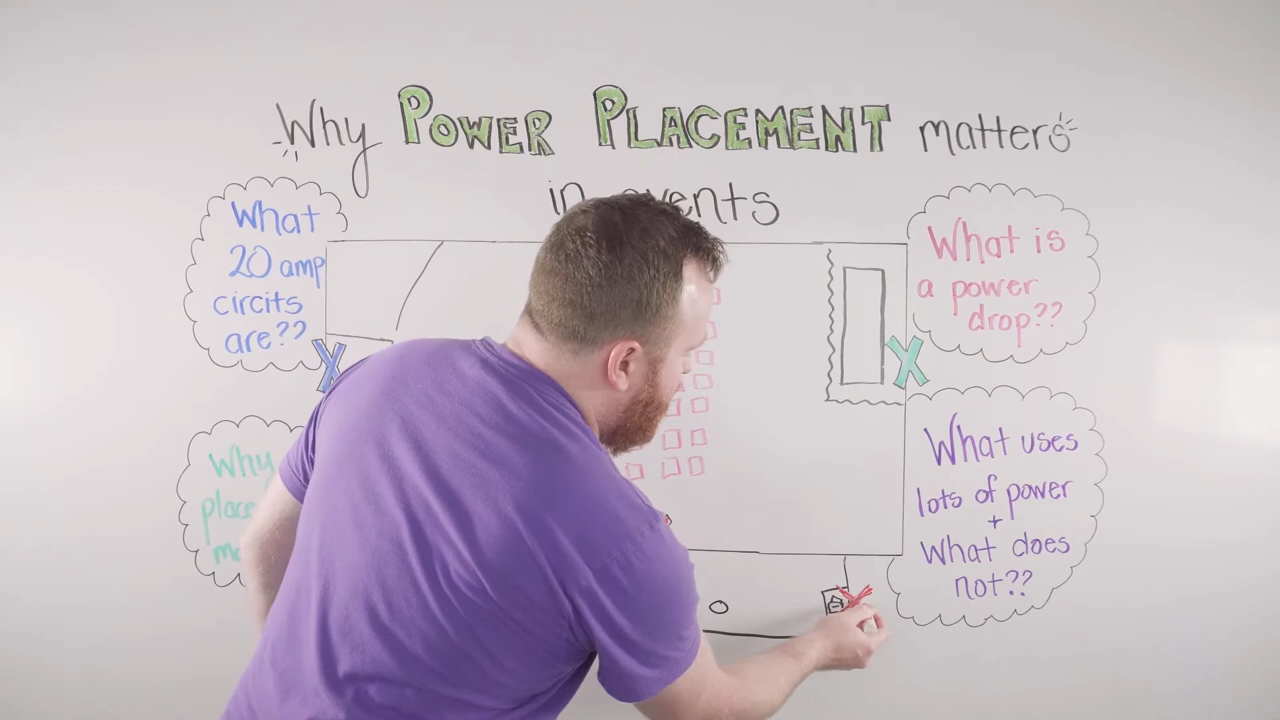 Why POWER PLACEMENT matters
in events
What
20 amp
circits
are??
What is
a power
drop??
Why
What uses
lots of power
+
What does
not??